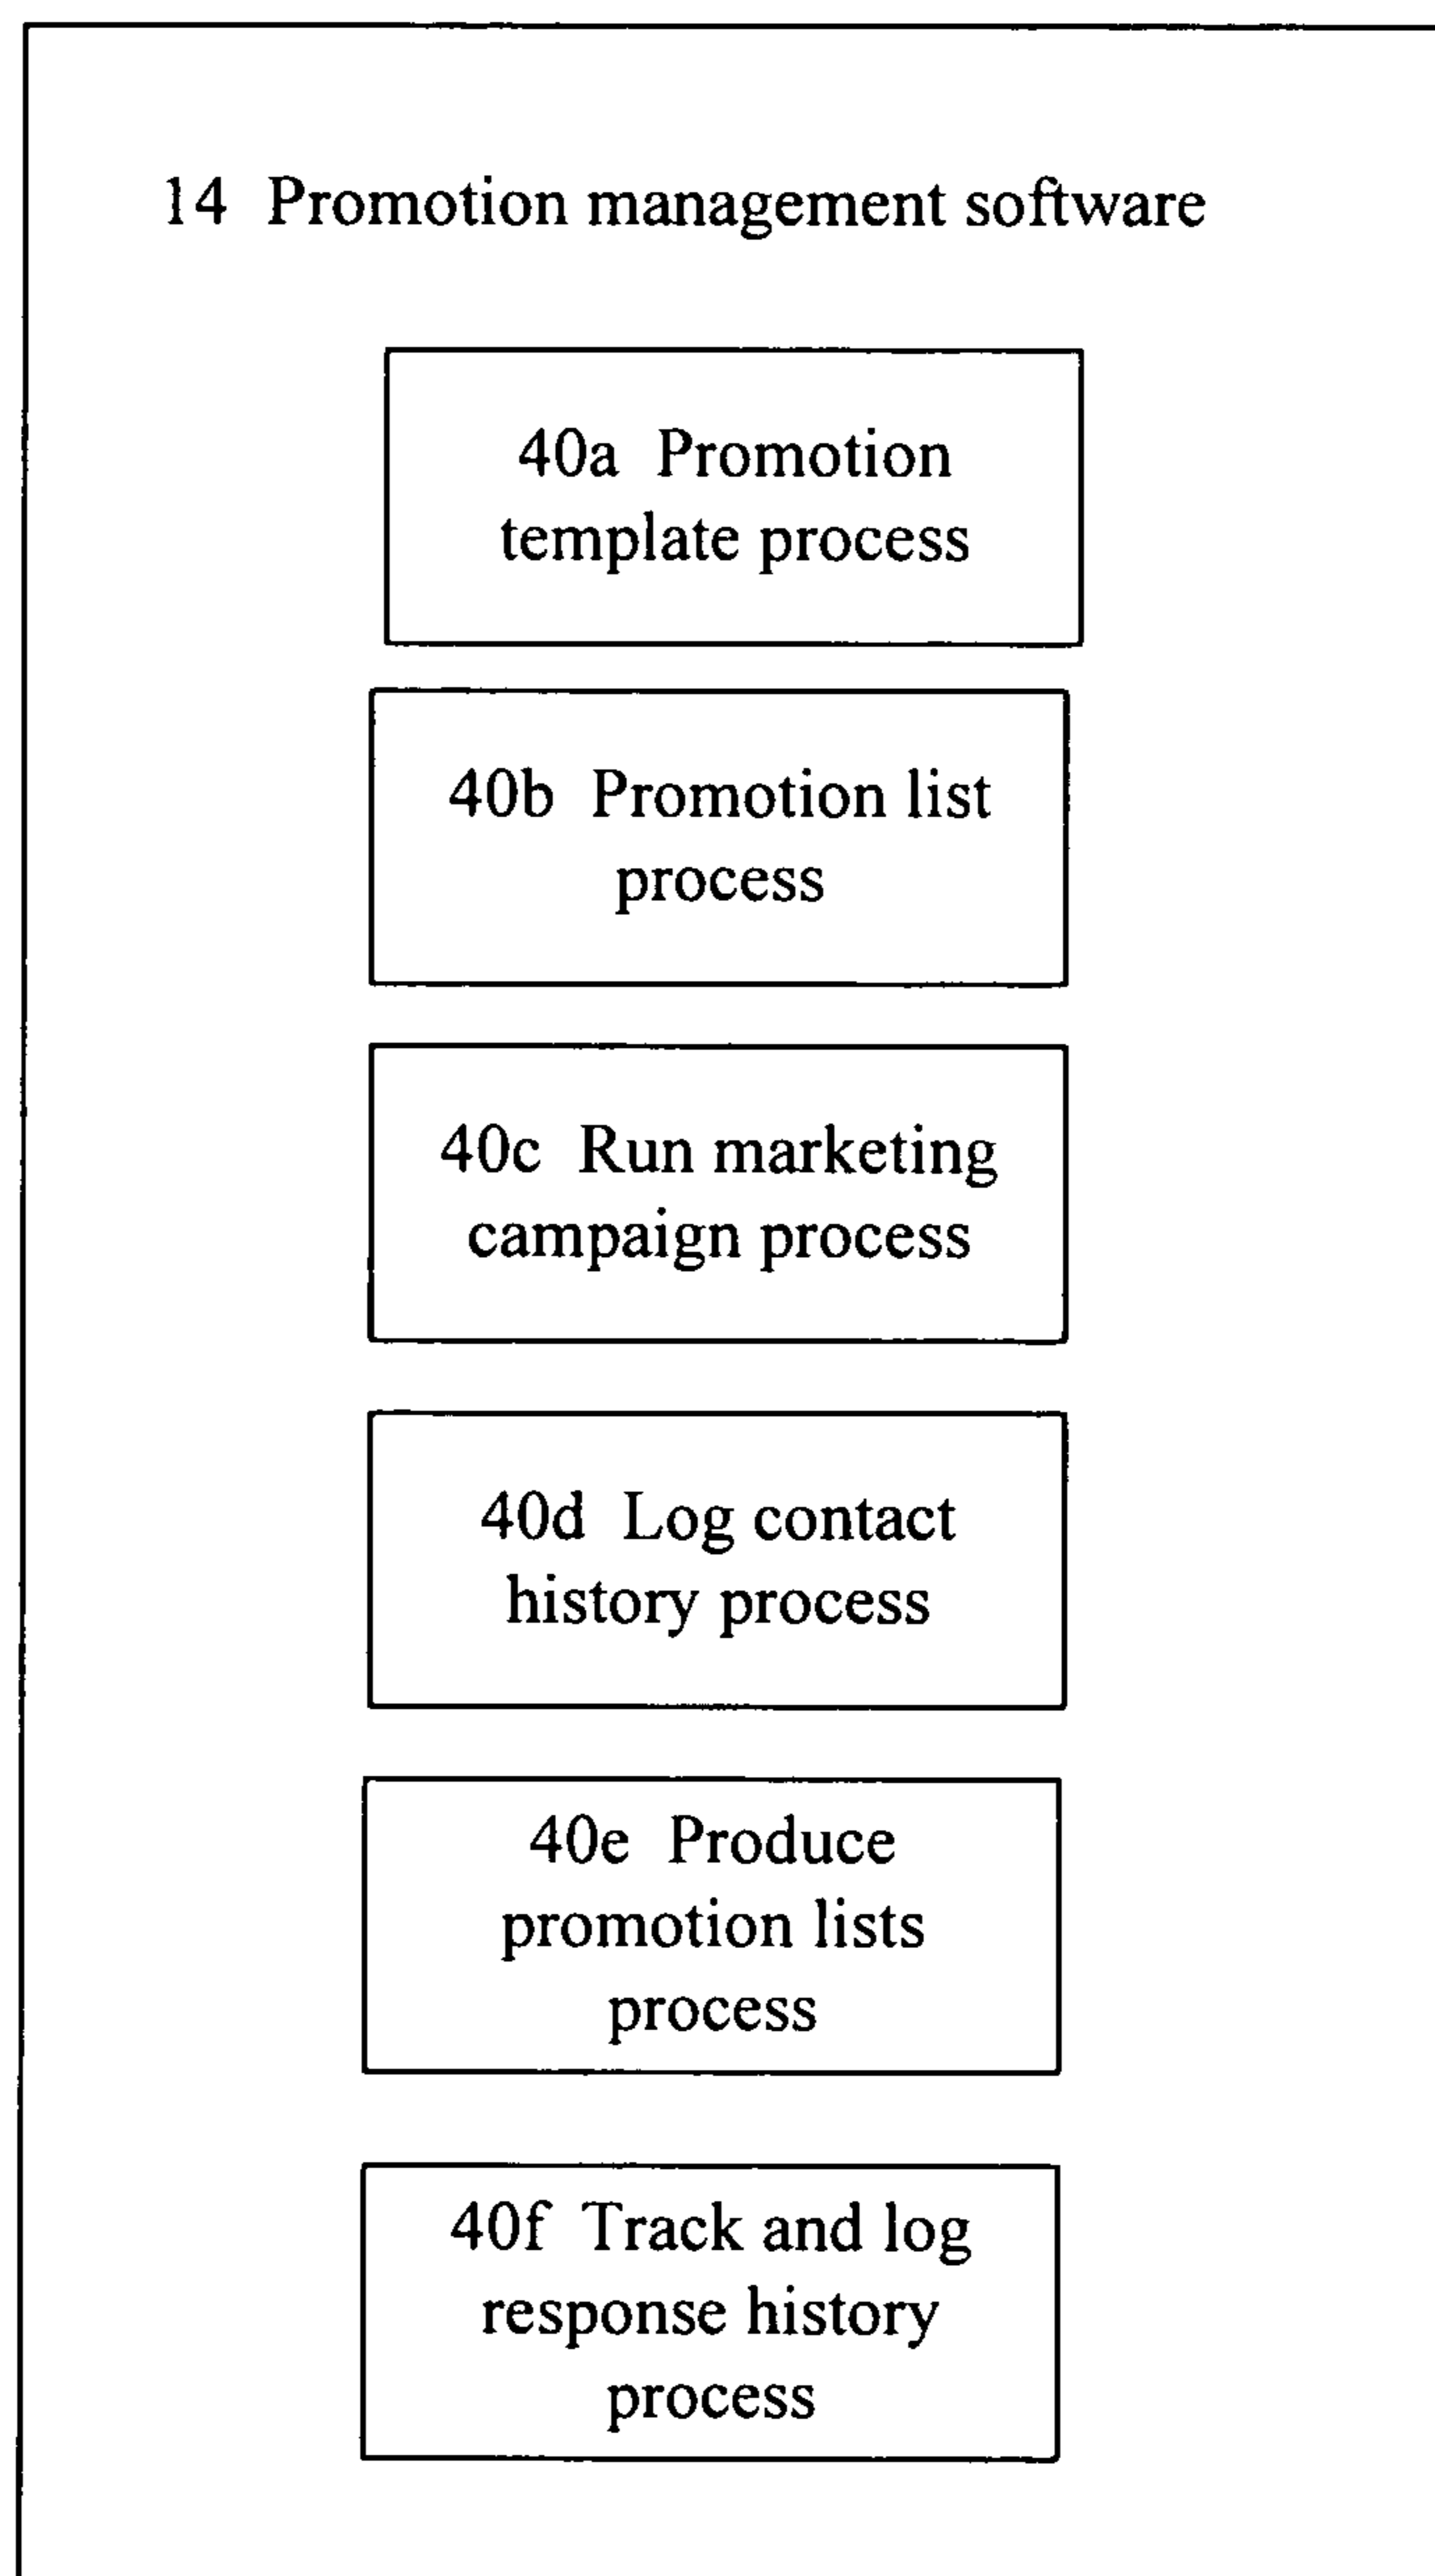 14 Promotion management software
40a Promotion
template process
40b Promotion list
process
40c Run marketing
campaign process
40d Log contact
history process
40e Produce
promotion lists
process
40f Track and log
response history
process